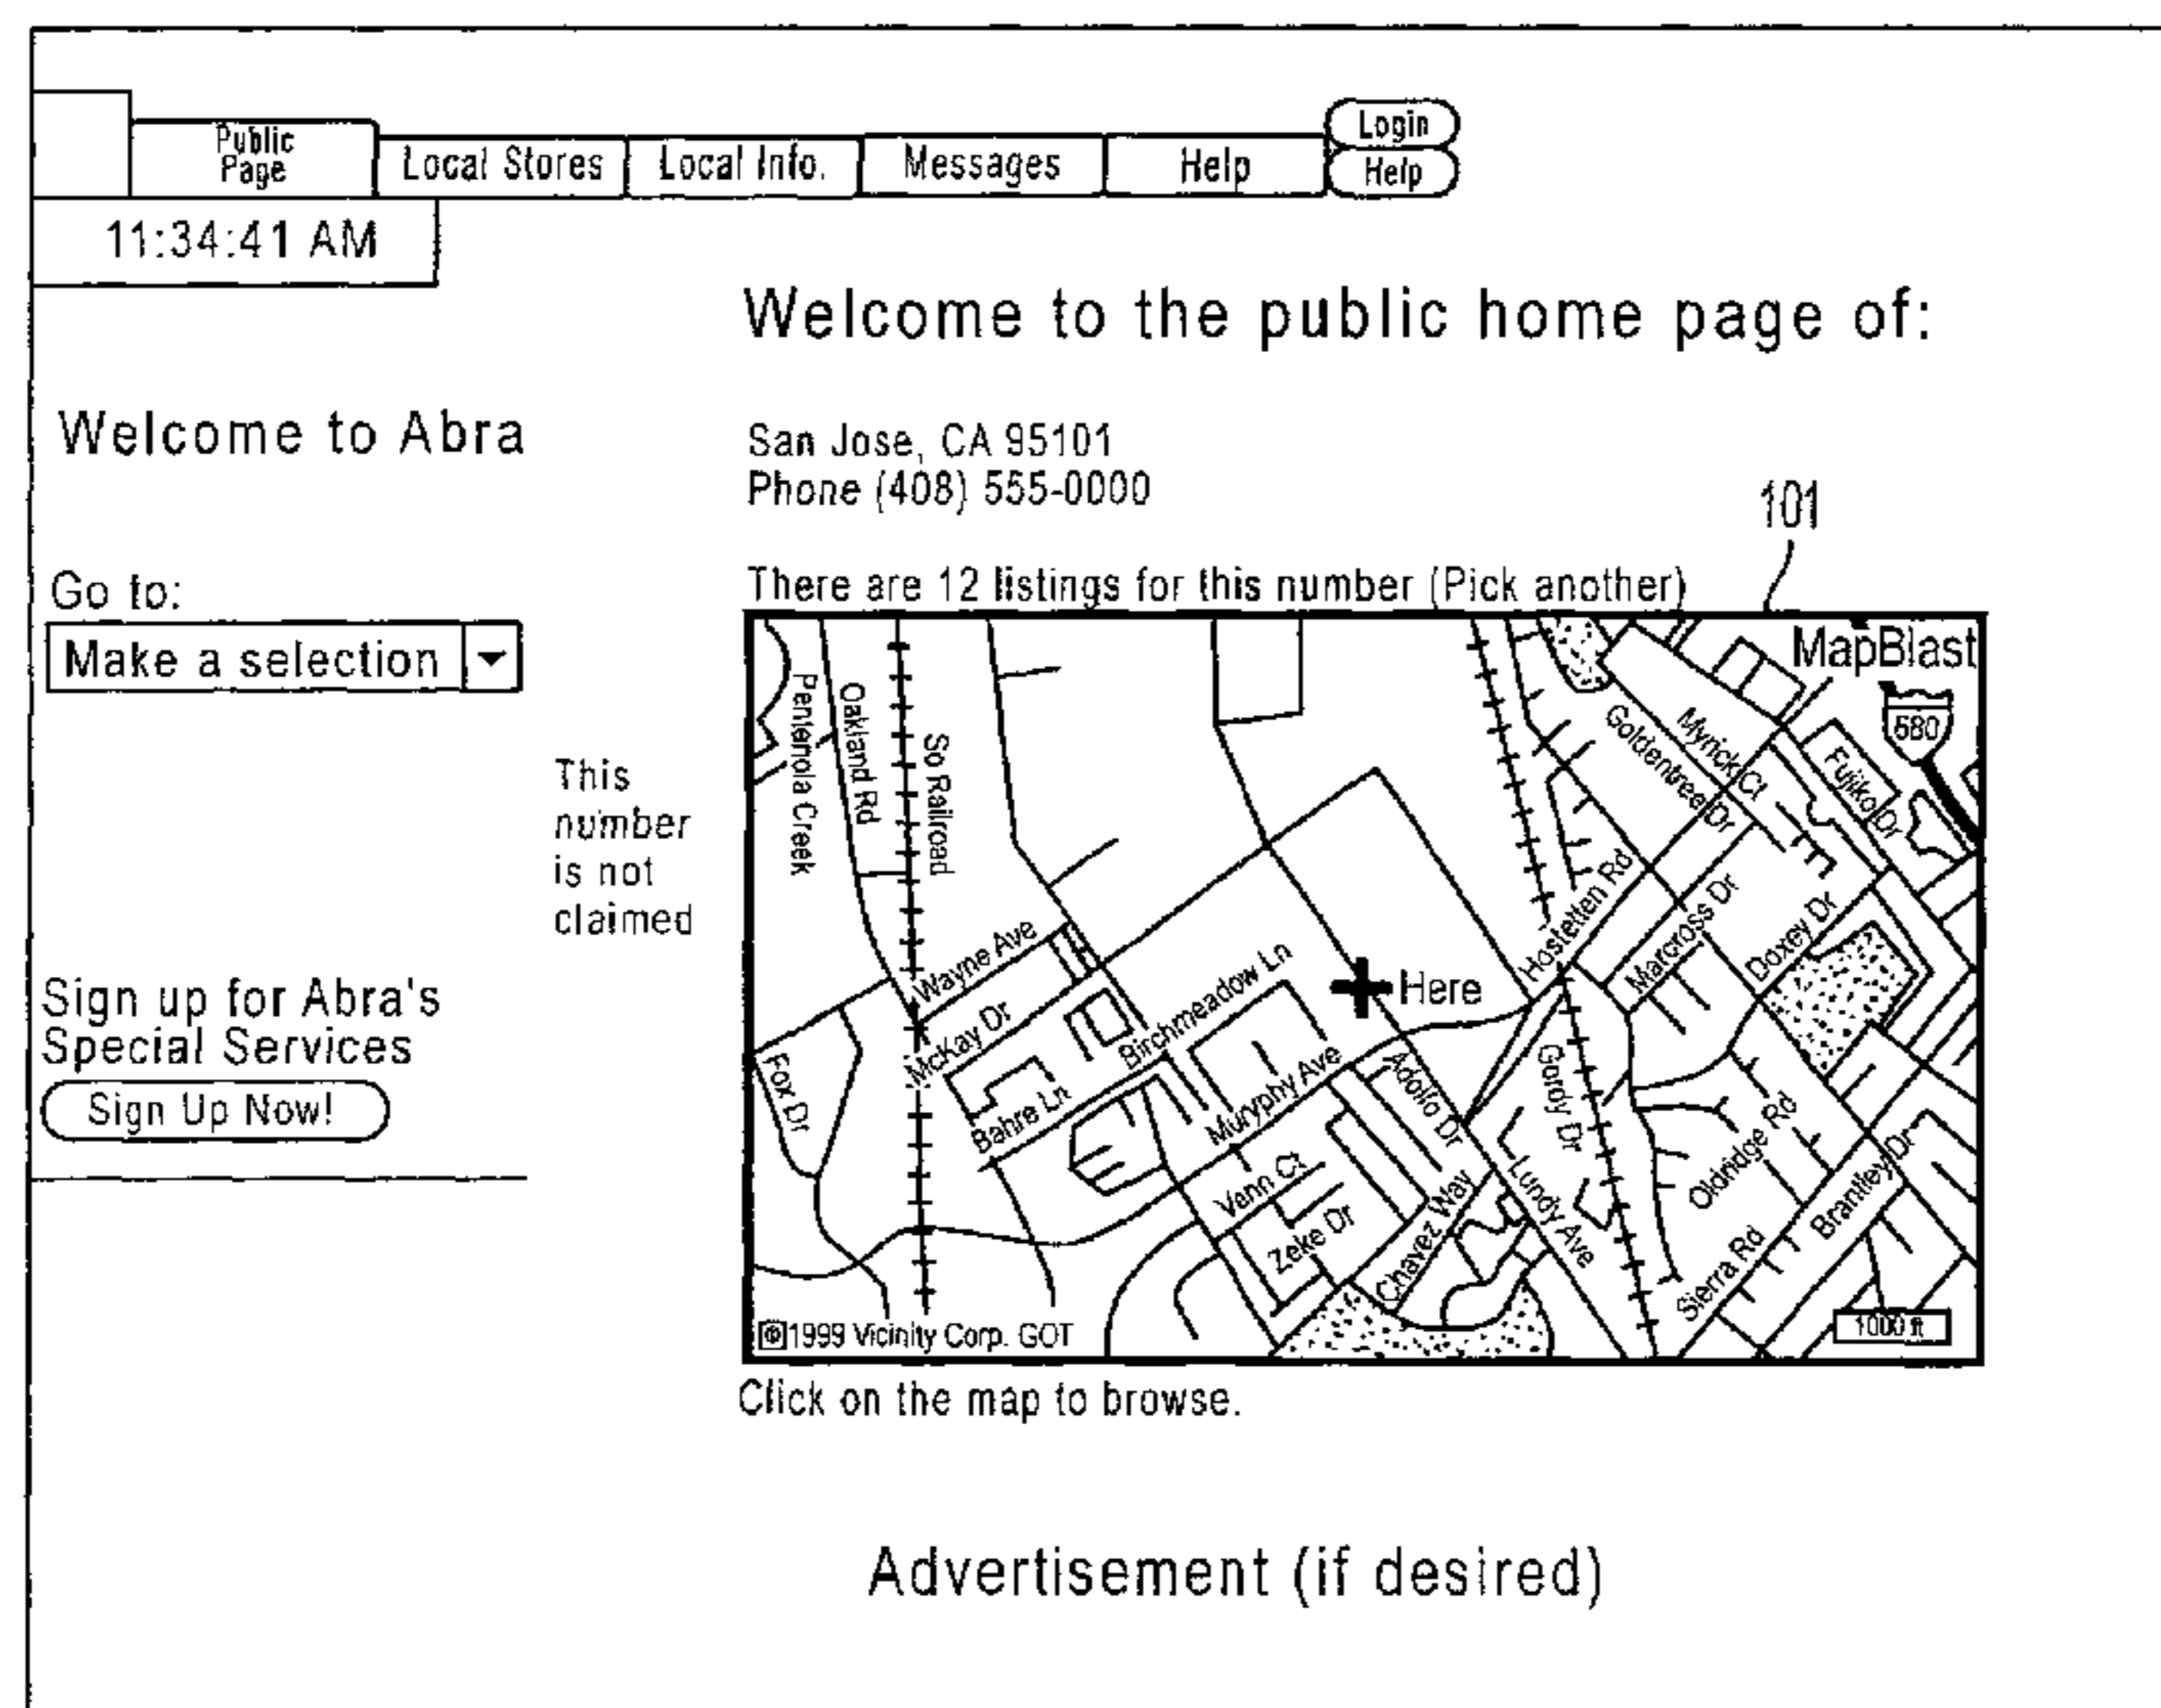 Login
Public
Page
Local Stores
Local Info.
Messages
Help
Help
11:34:41 AM
Welcome to the public home page of:
Welcome to Abra
San Jose, CA 95101
Phone (408) 555-0000
101
Go to:
There are 12 listings for this number (Pick another)
Make a selection
MapBlast
680
Pentenola Creek
Oakland Rd
So Railroad
Goldentree Dr
Myrick Ct
Fujiko Dr
This
number
is not
claimed
Hostetten Rd
Marcross Dr
Doxey Dr
Wayne Ave
McKay Dr
Birchmeadow Ln
Here
Sign up for Abra's
Special Services
Sign Up Now!
Fox Dr
Bahre Ln
Muryphy Ave
Adolfo Dr
Gordy Dr
Oldridge Rd
Brantley Dr
Vann Ct
Zeke Dr
Chavez Way
Lundy Ave
Sierra Rd
©1999 Vicinity Corp. GOT
1000 ft
Click on the map to browse.
Advertisement (if desired)